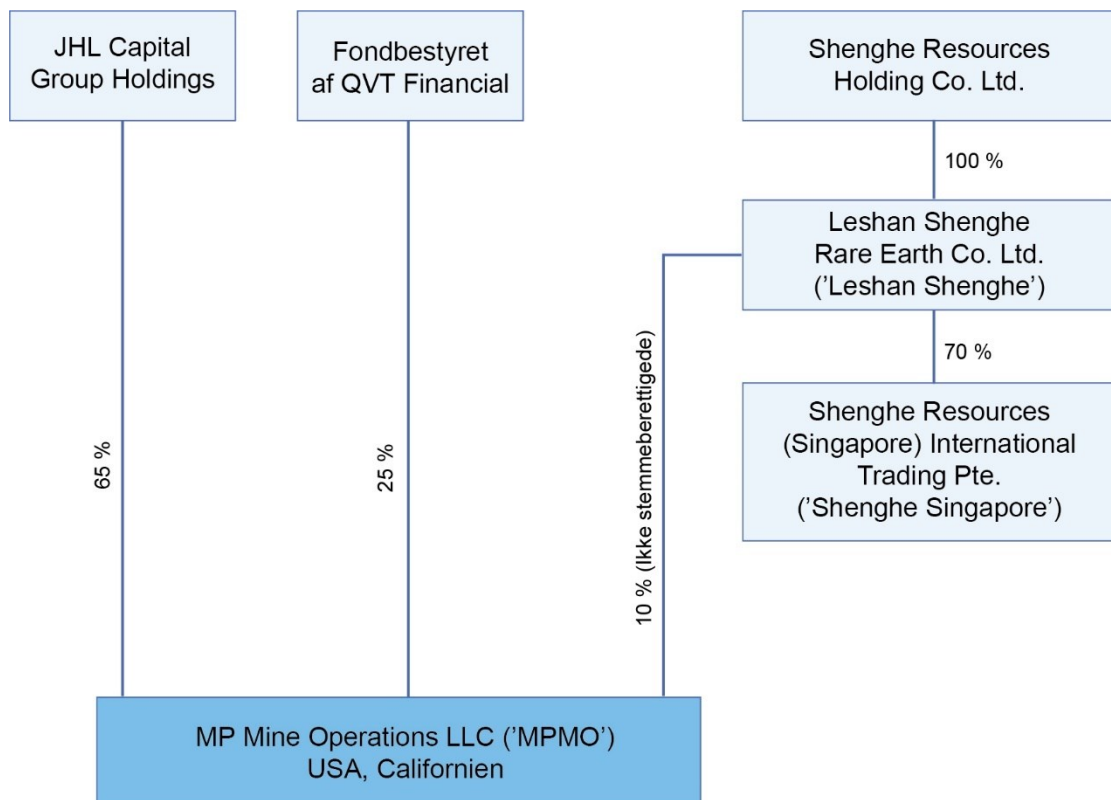 JHL Capital
Group Holdings
Fondbestyret
af QVT Financial
Shenghe Resources
Holding Co. Ltd.
100 %
Leshan Shenghe
Rare Earth Co. Ltd.
(’Leshan Shenghe’)
70 %
Shenghe Resources
(Singapore) International
Trading Pte.
(’Shenghe Singapore’)
65 %
25 %
10 % (Ikke stemmeberettigede)
MP Mine Operations LLC (’MPMO’)
USA, Californien